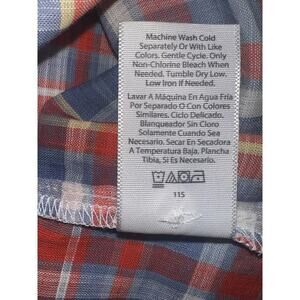 Machine Wash Cold
Separately Or With Like
Colors. Gentle Cycle. Only
Non-Chlorine Bleach When
Needed. Tumble Dry Low.
Low Iron If Needed.
Lavar A Máquina En Agua Fría
Por Separado O Con Colores
Similares. Ciclo Delicado.
Blanqueador Sin Cloro
Solamente Cuando Sea
Necesario. Secar En Secadora
A Temperatura Baja, Plancha
Tibia, Si Es Necesario.
115